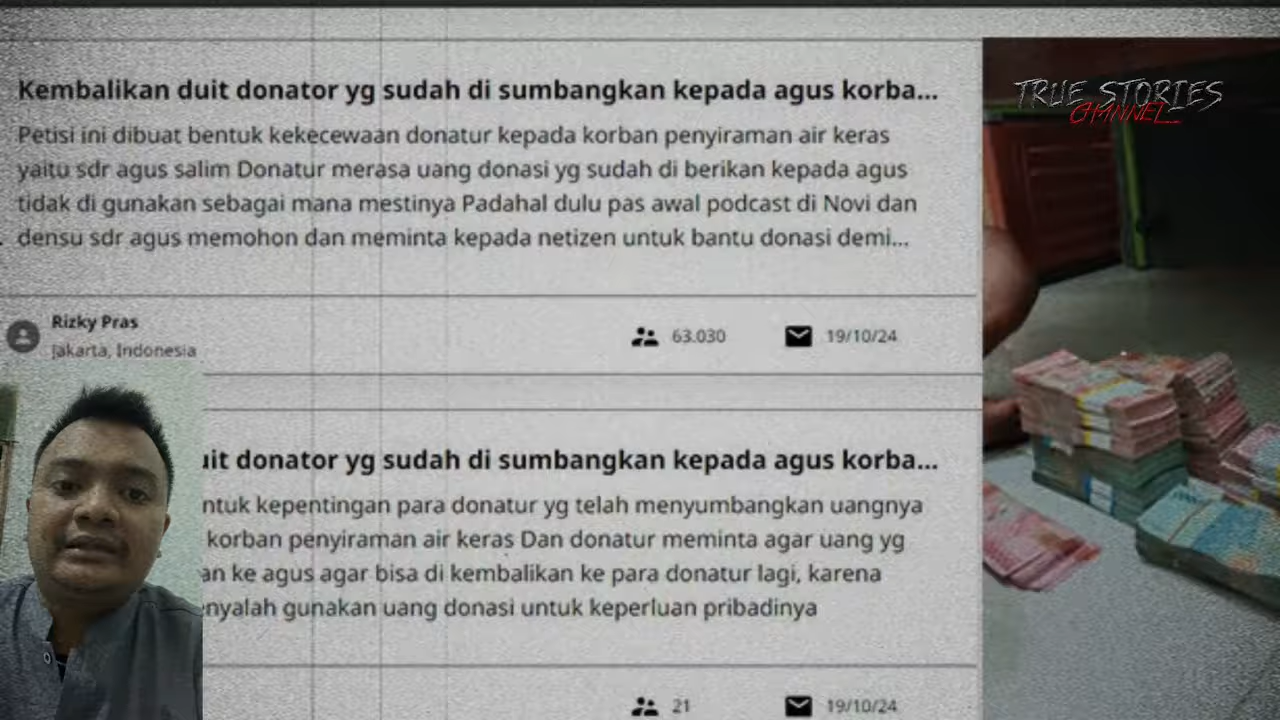 Kembalikan duit donator yg sudah di sumbangkan kepada agus korba...
Petisi ini dibuat bentuk kekecewaan donatur kepada korban penyiraman air keras
yaitu sdr agus salim Donatur merasa uang donasi yg sudah di berikan kepada agus
tidak di gunakan sebagai mana mestinya Padahal dulu pas awal podcast di Novi dan
densu sdr agus memohon dan meminta kepada netizen untuk bantu donasi demi...
Rizky Pras
Jakarta, Indonesia
63.030
19/10/24
uit donator yg sudah di sumbangkan kepada agus korba...
ntuk kepentingan para donatur yg telah menyumbangkan uangnya
korban penyiraman air keras Dan donatur meminta agar uang yg
an ke agus agar bisa di kembalikan ke para donatur lagi, karena
enyalah gunakan uang donasi untuk keperluan pribadinya
21
19/10/24
TRUE STORIES
CHANNEL